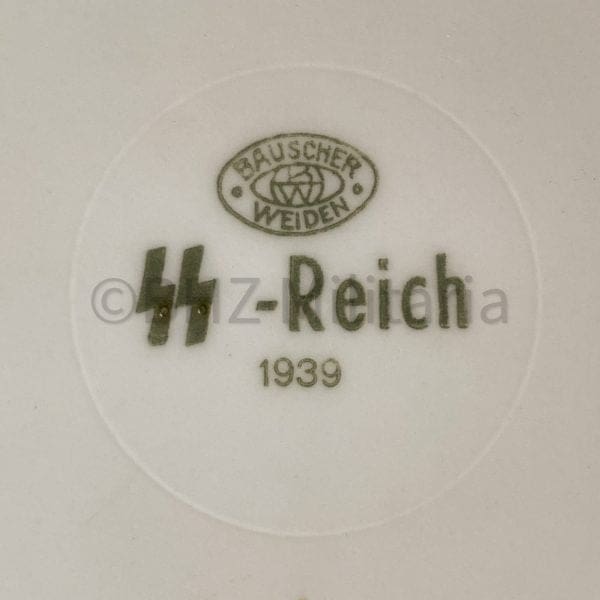 BAUSCHER
WEIDEN
SS-Reich
1939